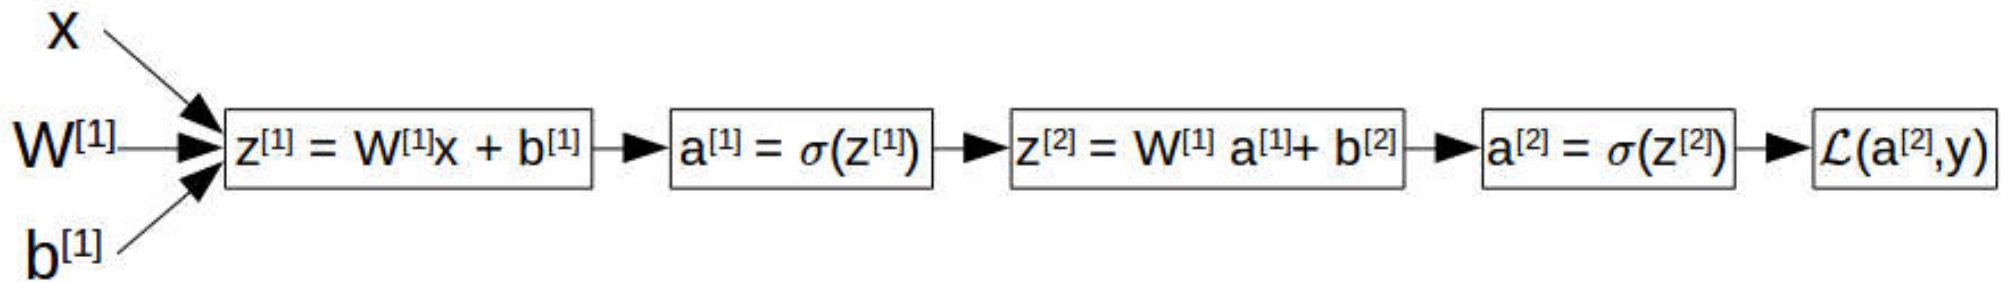 x
W[1]
b[1]
z[1] = W[1]x + b[1]
a[1] = σ(z[1])
z[2] = W[1] a[1]+ b[2]
a[2] = σ(z[2])
ℒ(a[2],y)